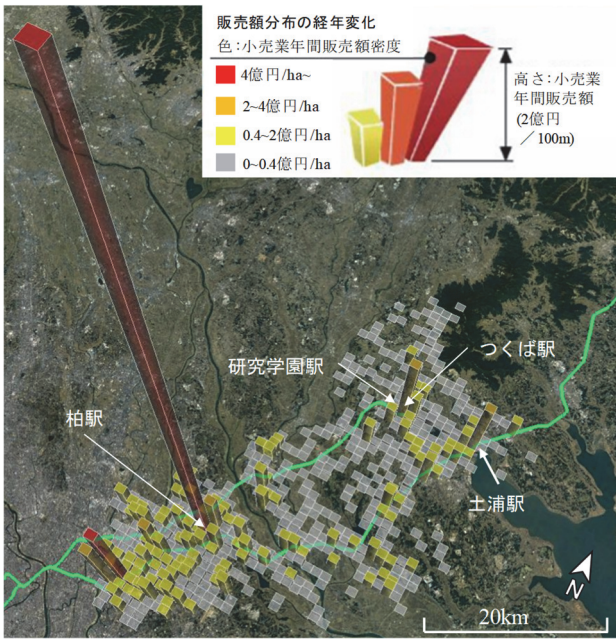 販売額分布の経年変化
色：小売業年間販売額密度
4億円/ha~
2~4億円/ha
0.4~2億円/ha
0~0.4億円/ha
高さ：小売業
年間販売額
(2億円
／100m)
つくば駅
研究学園駅
柏駅
土浦駅
N
20km